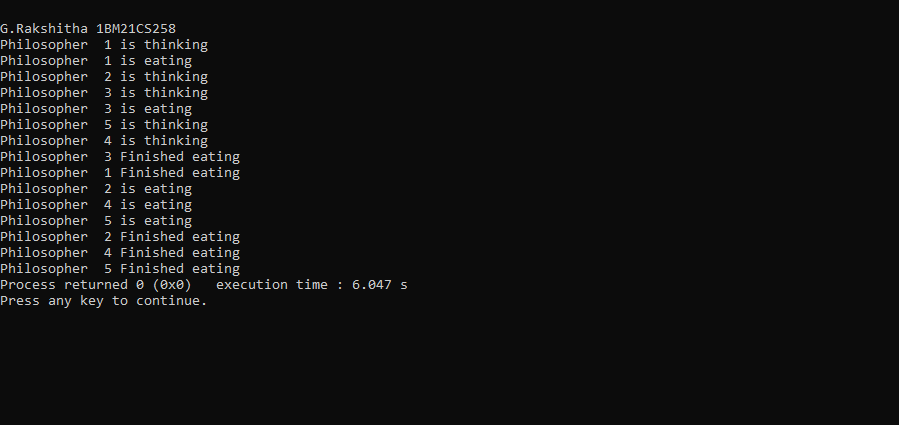 G.Rakshitha 1BM21CS258
Philosopher  1 is thinking
Philosopher  1 is eating
Philosopher  2 is thinking
Philosopher  3 is thinking
Philosopher  3 is eating
Philosopher  5 is thinking
Philosopher  4 is thinking
Philosopher  3 Finished eating
Philosopher  1 Finished eating
Philosopher  2 is eating
Philosopher  4 is eating
Philosopher  5 is eating
Philosopher  2 Finished eating
Philosopher  4 Finished eating
Philosopher  5 Finished eating
Process returned 0 (0x0)   execution time : 6.047 s
Press any key to continue.